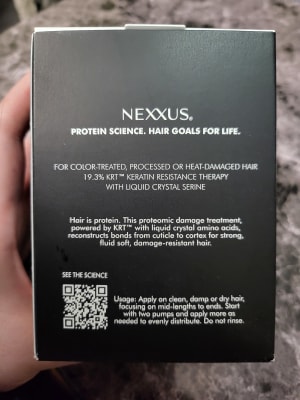 NEXXUS®
PROTEIN SCIENCE. HAIR GOALS FOR LIFE.
FOR COLOR-TREATED, PROCESSED OR HEAT-DAMAGED HAIR
19.3% KRT™ KERATIN RESISTANCE THERAPY
WITH LIQUID CRYSTAL SERINE
Hair is protein. This proteomic damage treatment,
powered by KRT™ with liquid crystal amino acids,
reconstructs bonds from cuticle to cortex for strong,
fluid soft, damage-resistant hair.
SEE THE SCIENCE
Usage: Apply on clean, damp or dry hair,
focusing on mid-lengths to ends. Start
with two pumps and apply more as
needed to evenly distribute. Do not rinse.